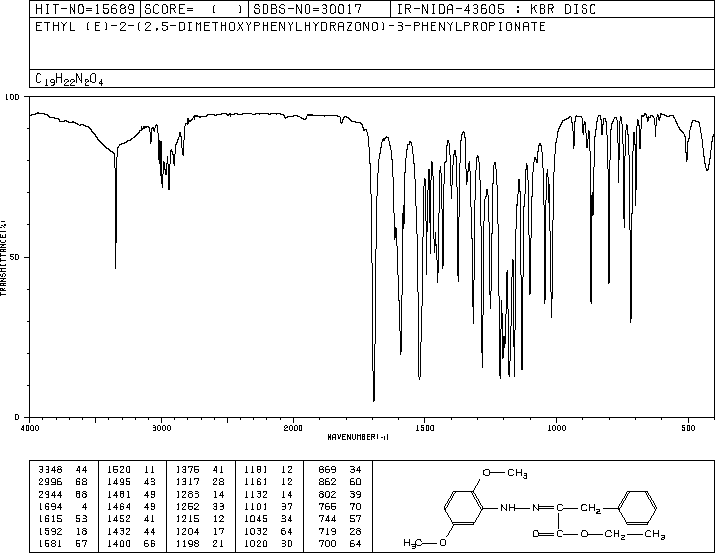 HIT-NO=15689 SCORE= ( ) SDBS-NO=30017 IR-NIDA-43605 : KBR DISC
ETHYL (E)-2-(2,5-DIMETHOXYPHENYLHYDRAZONO)-3-PHENYLPROPIONATE
C19H22N2O4
100
TRANSMITTANCE(%)
50
0
4000 3000 2000 1500 1000 500
WAVENUMBER(-1)
3348 44 1520 11 1376 41 1181 12 869 34
2996 68 1495 43 1317 28 1161 12 862 60
2944 68 1481 49 1283 14 1132 14 802 39
1694 4 1464 49 1252 33 1101 37 766 70
1615 53 1452 41 1215 12 1045 34 744 57
1592 18 1432 44 1204 17 1032 64 719 28
1581 57 1400 66 1198 21 1020 30 700 64
O—CH3
NH—N=C—CH2
H3C—O
O=C—O—CH2—CH3